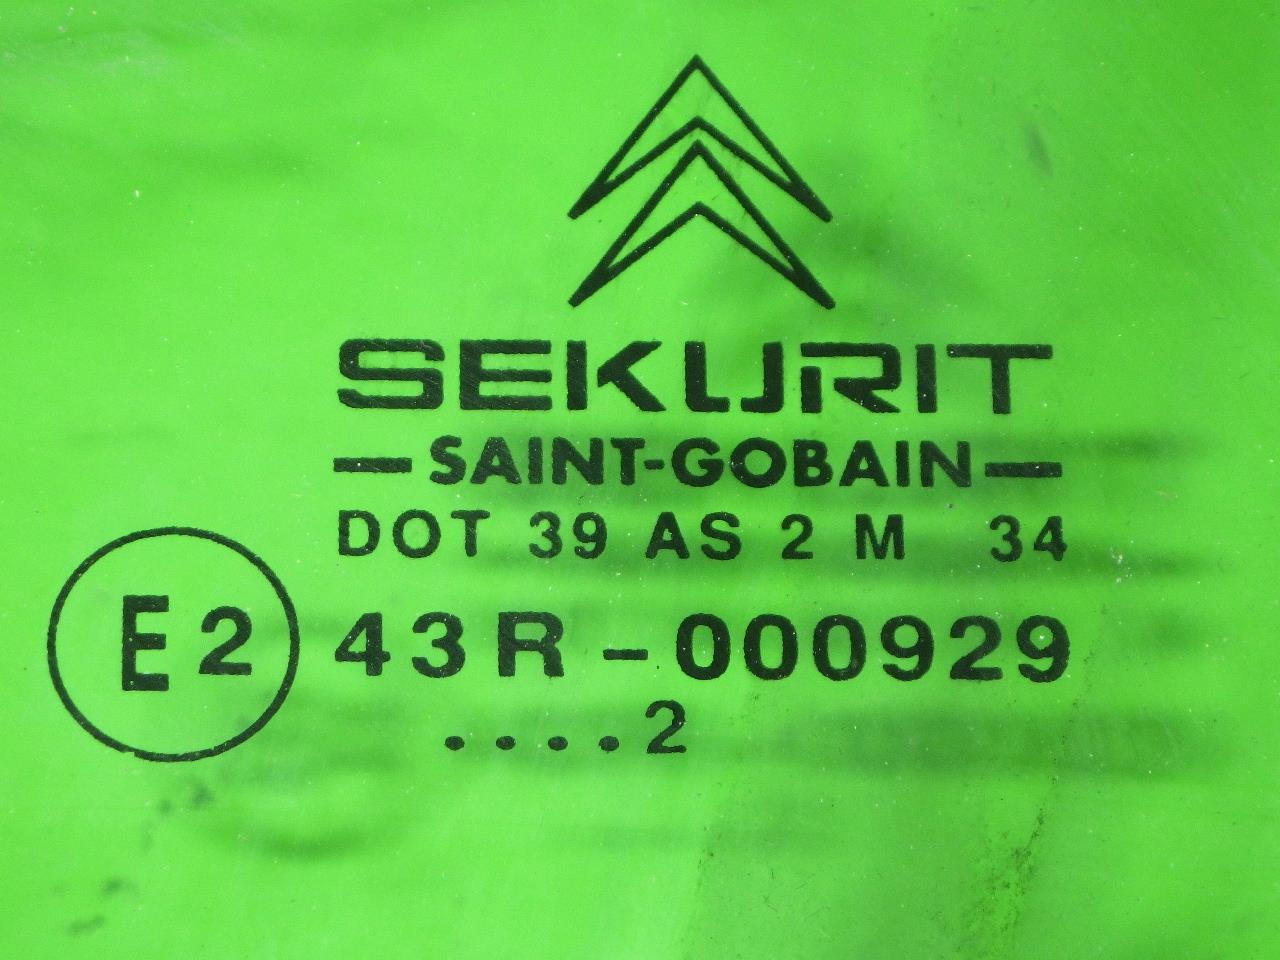 SEKURIT
—SAINT-GOBAIN—
DOT 39 AS 2 M 34
E2
43R-000929
....2